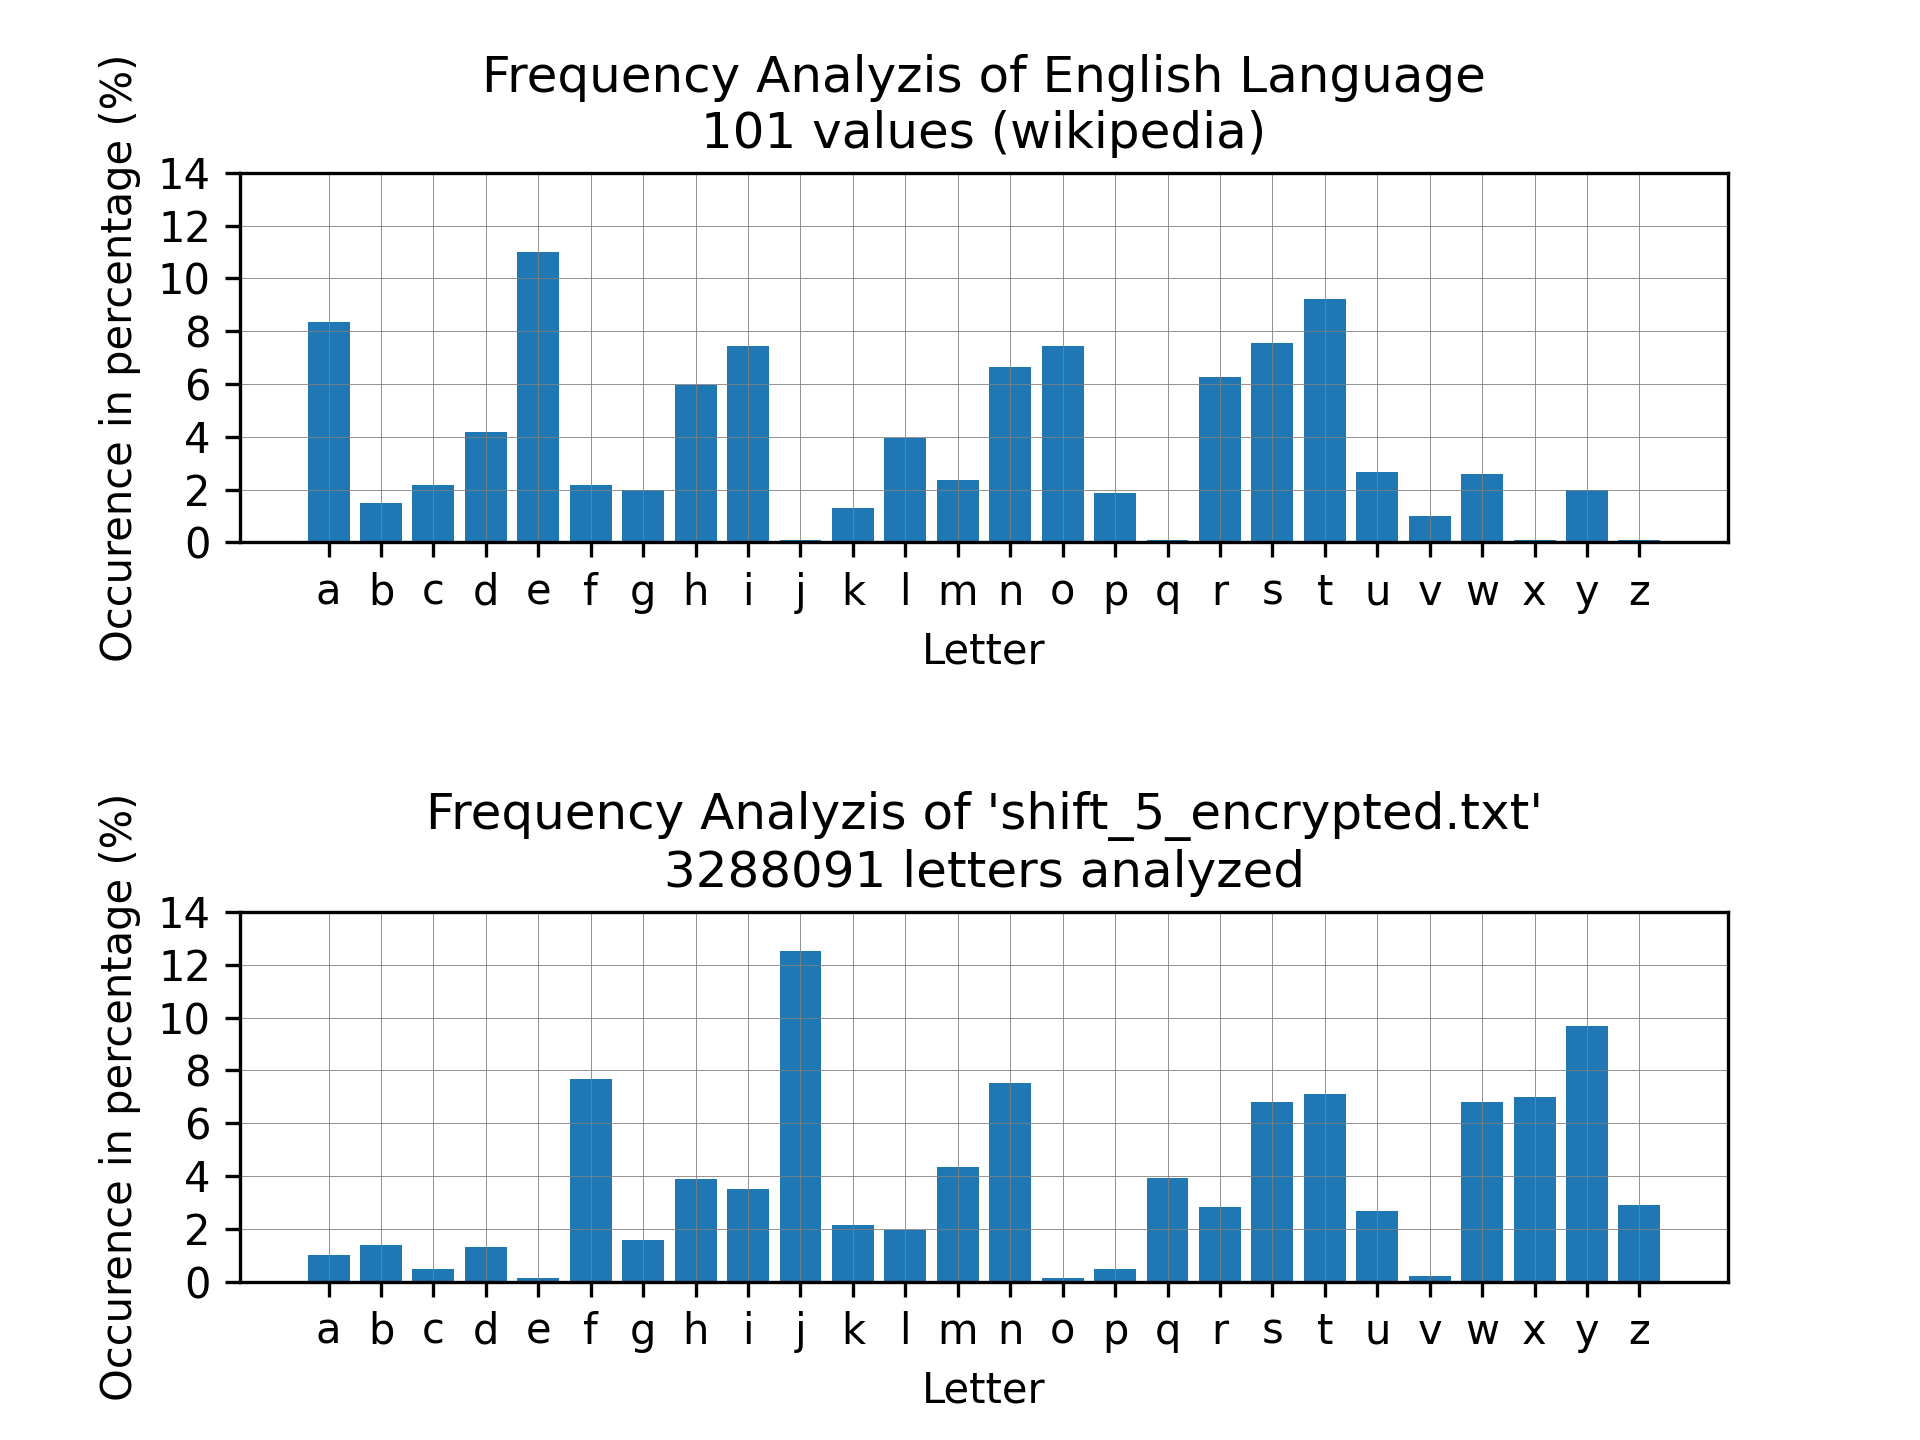 Frequency Analyzis of English Language
101 values (wikipedia)
Occurence in percentage (%)
14
12
10
8
6
4
2
0
a b c d e f g h i j k l m n o p q r s t u v w x y z
Letter
Frequency Analyzis of 'shift_5_encrypted.txt'
3288091 letters analyzed
Occurence in percentage (%)
14
12
10
8
6
4
2
0
a b c d e f g h i j k l m n o p q r s t u v w x y z
Letter